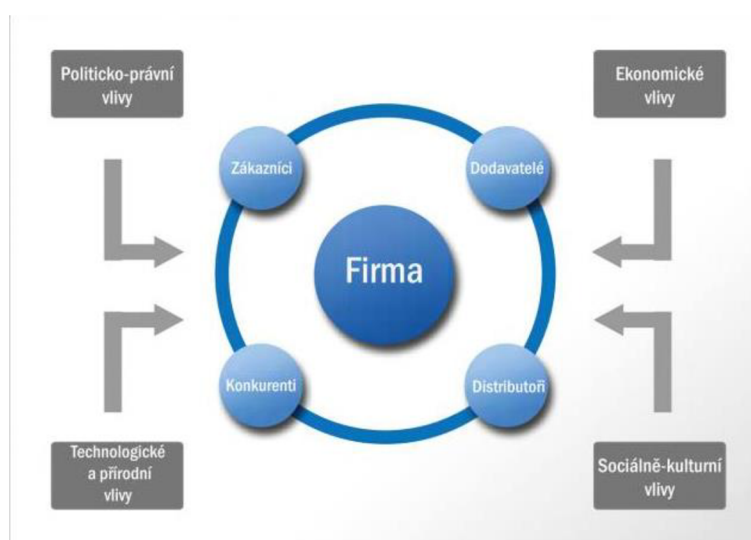 Politicko-právní
vlivy
Ekonomické
vlivy
Zákazníci
Dodavatelé
Firma
Konkurenti
Distributoři
Technologické
a přírodní
vlivy
Sociálně-kulturní
vlivy